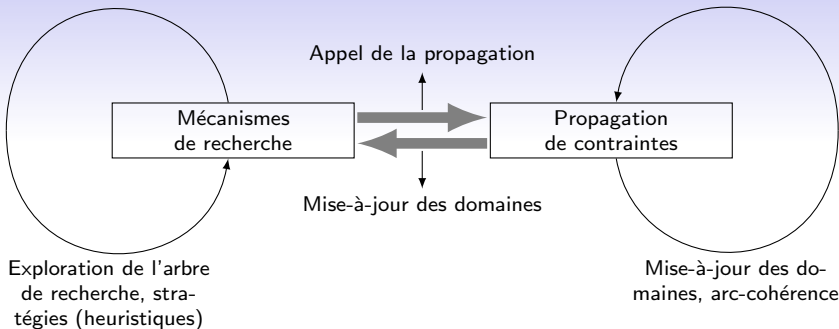 Appel de la propagation
Mécanismes
de recherche
Propagation
de contraintes
Mise-à-jour des domaines
Exploration de l'arbre
de recherche, stra-
tégies (heuristiques)
Mise-à-jour des do-
maines, arc-cohérence